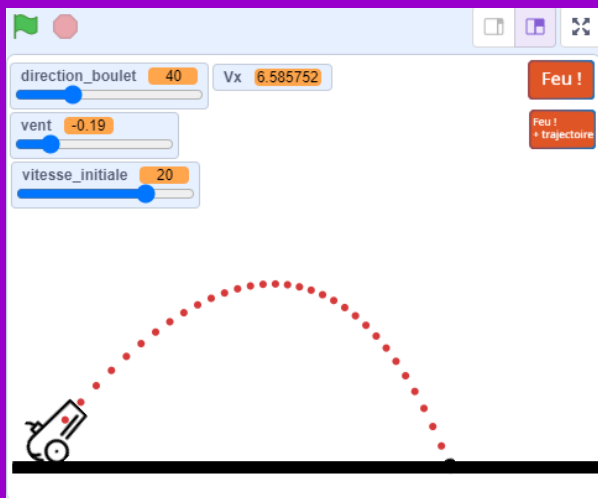 direction_boulet 40
Vx 6.585752
Feu !
vent -0.19
Feu !
+ trajectoire
vitesse_initiale 20